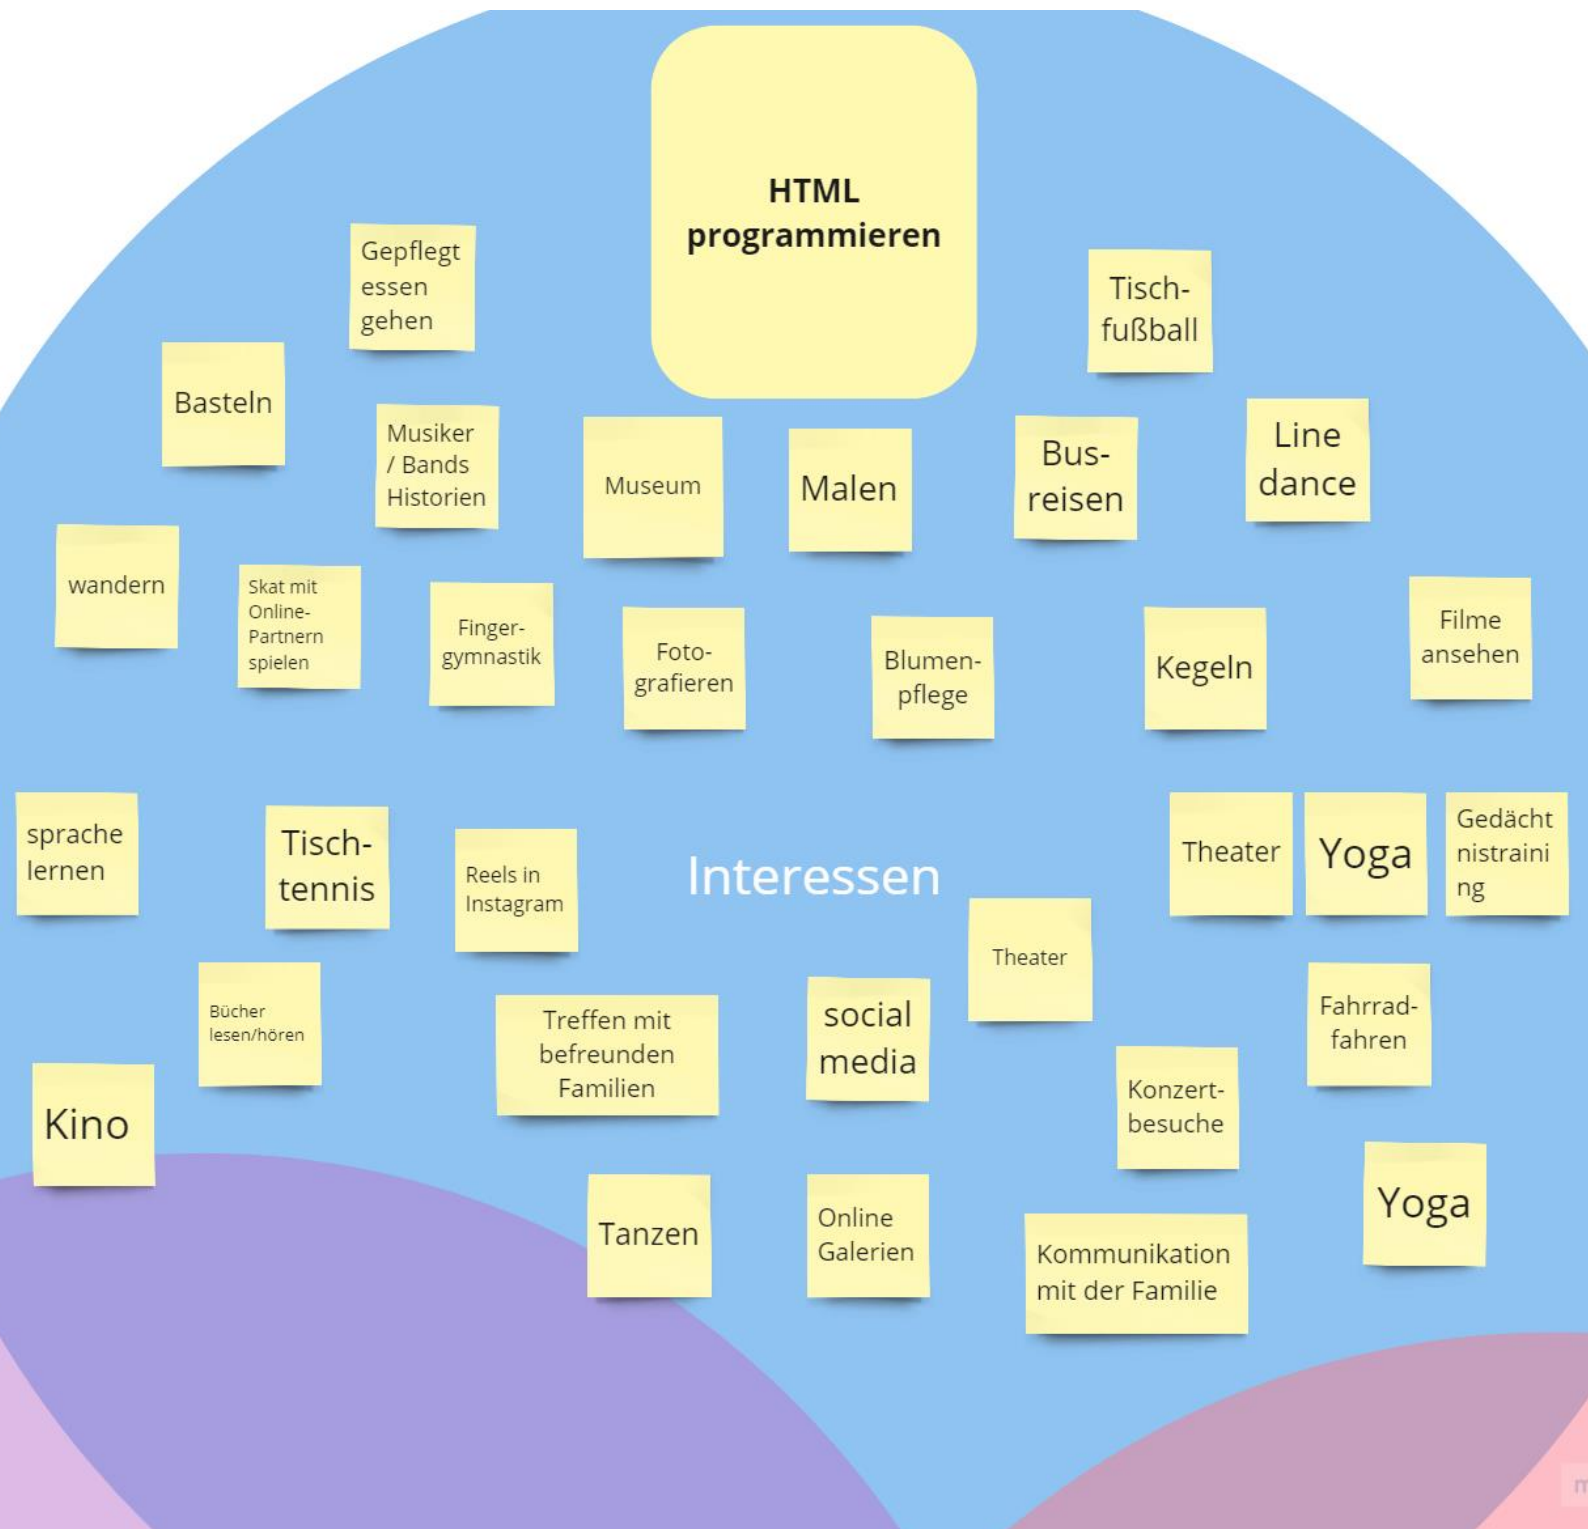 HTML
programmieren
Gepflegt
essen
gehen
Tisch-
fußball
Basteln
Musiker
/ Bands
Historien
Museum
Malen
Bus-
reisen
Line
dance
wandern
Skat mit
Online-
Partnern
spielen
Finger-
gymnastik
Foto-
grafieren
Blumen-
pflege
Kegeln
Filme
ansehen
sprache
lernen
Tisch-
tennis
Reels in
Instagram
Interessen
Theater
Yoga
Gedächt
nistraini
ng
Theater
Bücher
lesen/hören
Treffen mit
befreunden
Familien
social
media
Fahrrad-
fahren
Kino
Konzert-
besuche
Tanzen
Online
Galerien
Kommunikation
mit der Familie
Yoga